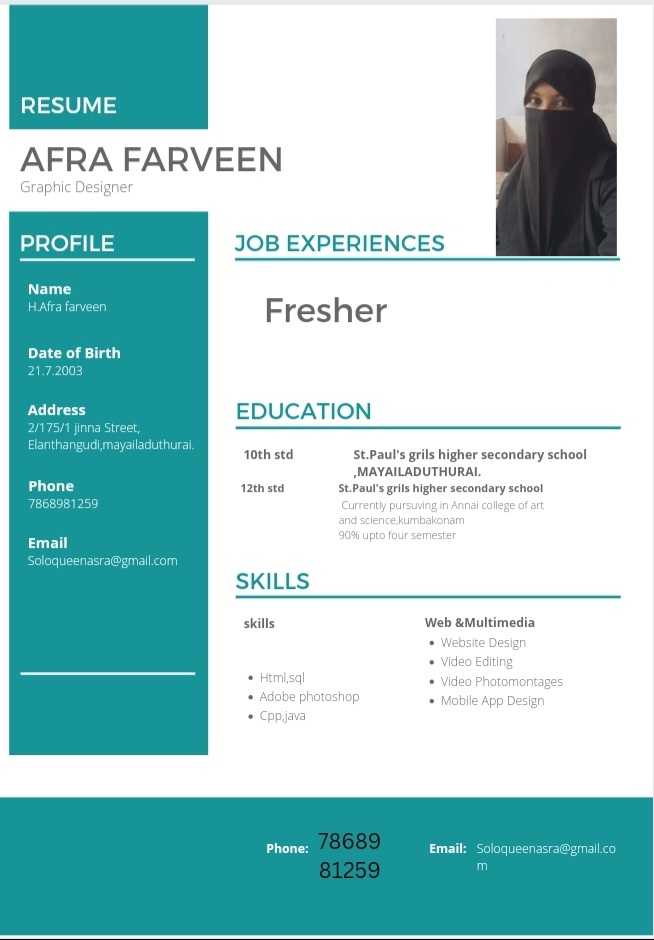 RESUME
AFRA FARVEEN
Graphic Designer
PROFILE
Name
H.Afra farveen
Date of Birth
21.7.2003
Address
2/175/1 jinna Street,
Elanthangudi,mayailaduthurai.
Phone
7868981259
Email
Soloqueenasra@gmail.com
JOB EXPERIENCES
Fresher
EDUCATION
10th std
St.Paul's grils higher secondary school
,MAYAILADUTHURAI.
12th std
St.Paul's grils higher secondary school
Currently pursuving in Annai college of art
and science,kumbakonam
90% upto four semester
SKILLS
skills
Html,sql
Adobe photoshop
Cpp,java
Web &Multimedia
Website Design
Video Editing
Video Photomontages
Mobile App Design
Phone: 78689
81259
Email: Soloqueenasra@gmail.co
m